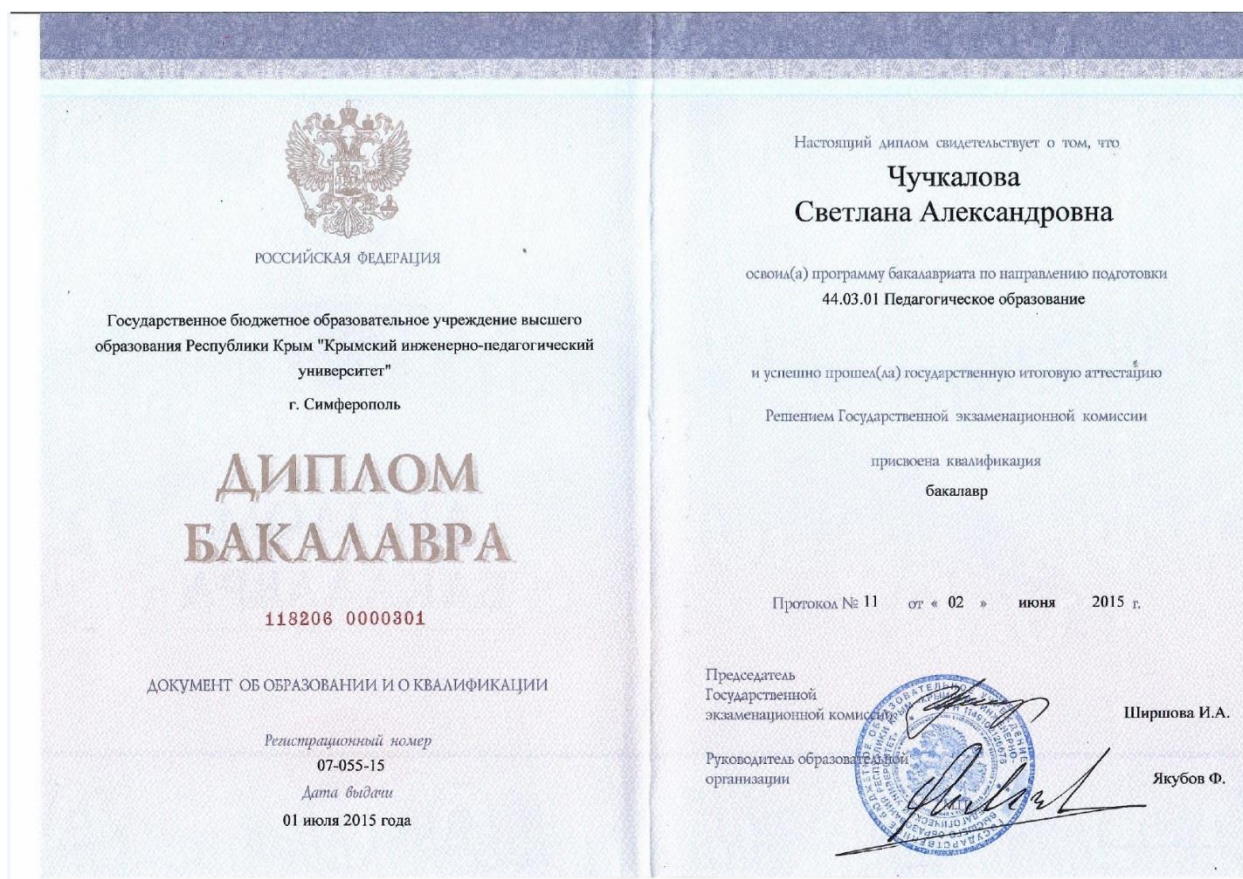 РОССИЙСКАЯ ФЕДЕРАЦИЯ
Государственное бюджетное образовательное учреждение высшего
образования Республики Крым "Крымский инженерно-педагогический
университет"
г. Симферополь
ДИПЛОМ
БАКАЛАВРА
118206 0000301
ДОКУМЕНТ ОБ ОБРАЗОВАНИИ И О КВАЛИФИКАЦИИ
Регистрационный номер
07-055-15
Дата выдачи
01 июля 2015 года
Настоящий диплом свидетельствует о том, что
Чучкалова
Светлана Александровна
освоил(а) программу бакалавриата по направлению подготовки
44.03.01 Педагогическое образование
и успешно прошел(ла) государственную итоговую аттестацию
Решением Государственной экзаменационной комиссии
присвоена квалификация
бакалавр
Протокол № 11 от « 02 » июня 2015 г.
Председатель
Государственной
экзаменационной комиссии
Ширшова И.А.
Руководитель образовательной
организации
Якубов Ф.